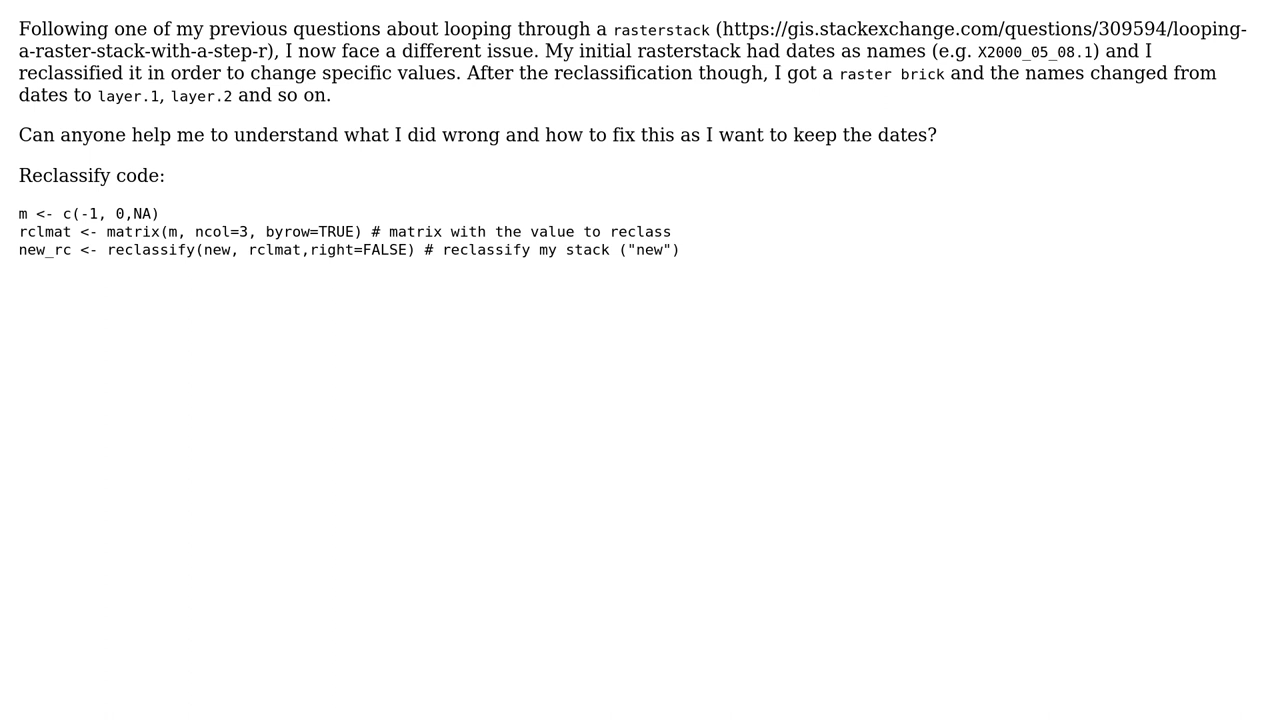 Following one of my previous questions about looping through a rasterstack (https://gis.stackexchange.com/questions/309594/looping-
a-raster-stack-with-a-step-r), I now face a different issue. My initial rasterstack had dates as names (e.g. X2000_05_08.1) and I
reclassified it in order to change specific values. After the reclassification though, I got a raster brick and the names changed from
dates to layer.1, layer.2 and so on.
Can anyone help me to understand what I did wrong and how to fix this as I want to keep the dates?
Reclassify code:
m <- c(-1, 0,NA)
rclmat <- matrix(m, ncol=3, byrow=TRUE) # matrix with the value to reclass
new_rc <- reclassify(new, rclmat,right=FALSE) # reclassify my stack ("new")